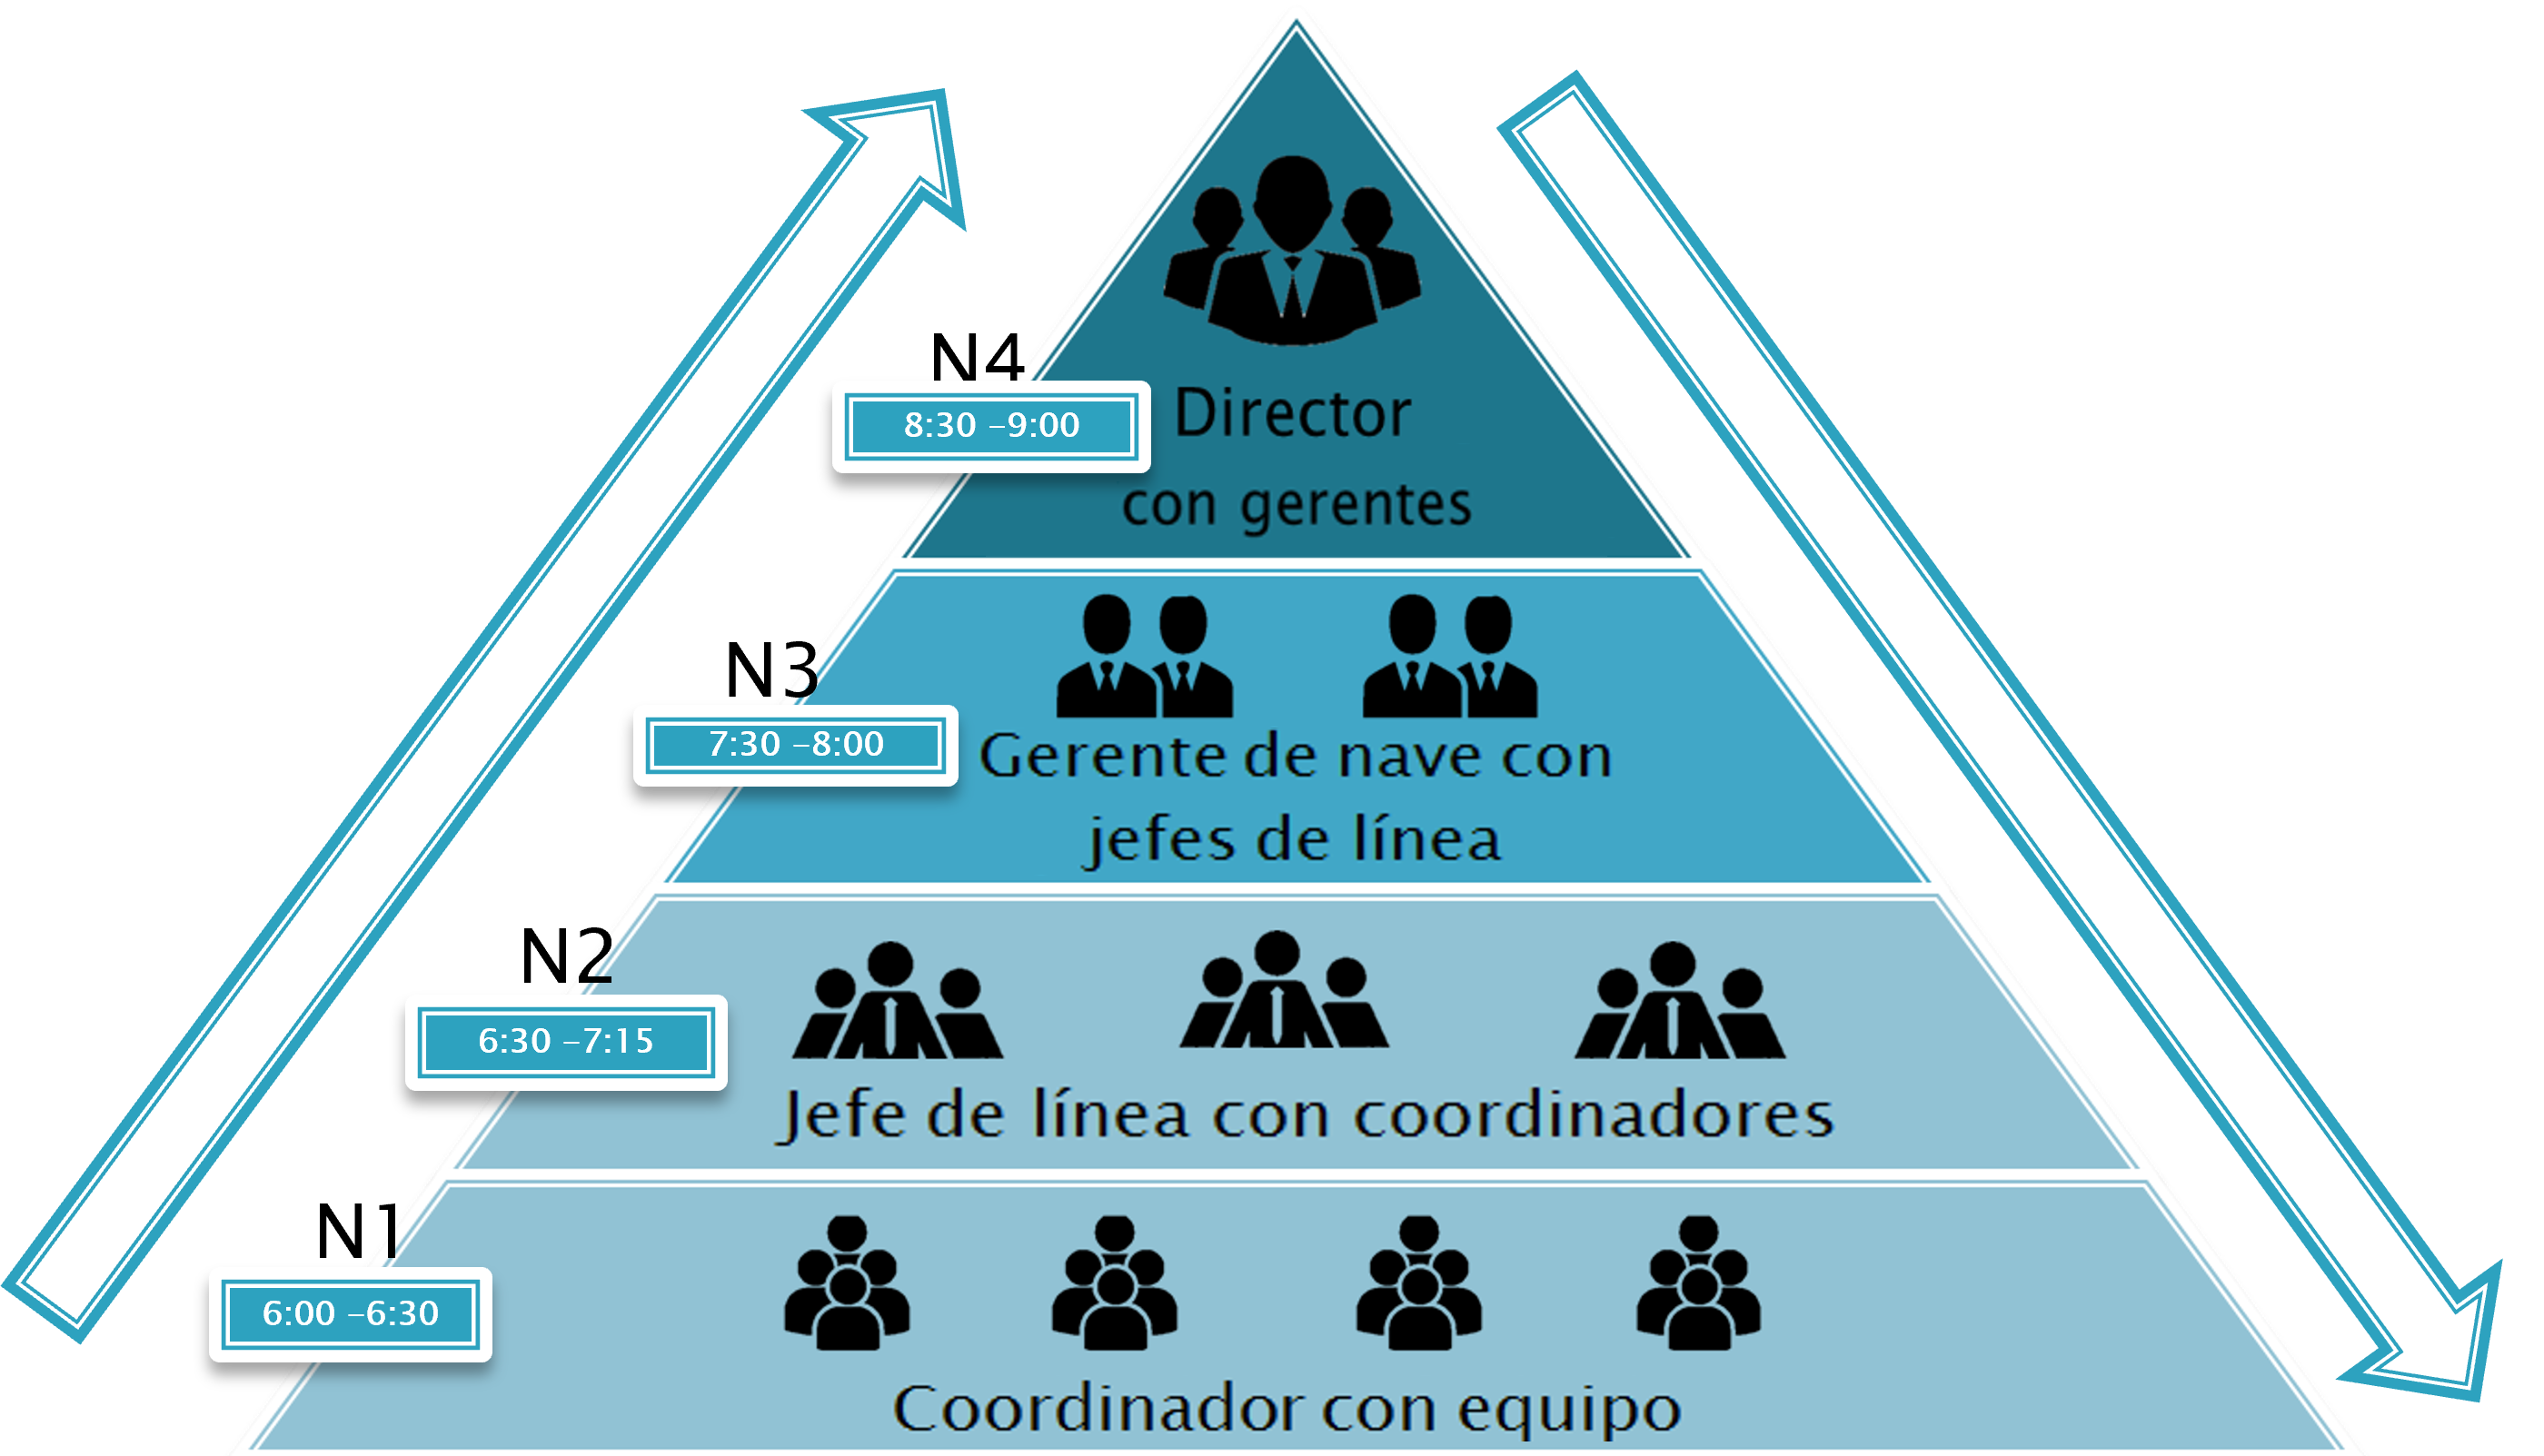 N4
8:30 –9:00
Director
con gerentes
N3
7:30 –8:00
Gerente de nave con
jefes de línea
N2
6:30 –7:15
Jefe de línea con coordinadores
N1
6:00 –6:30
Coordinador con equipo